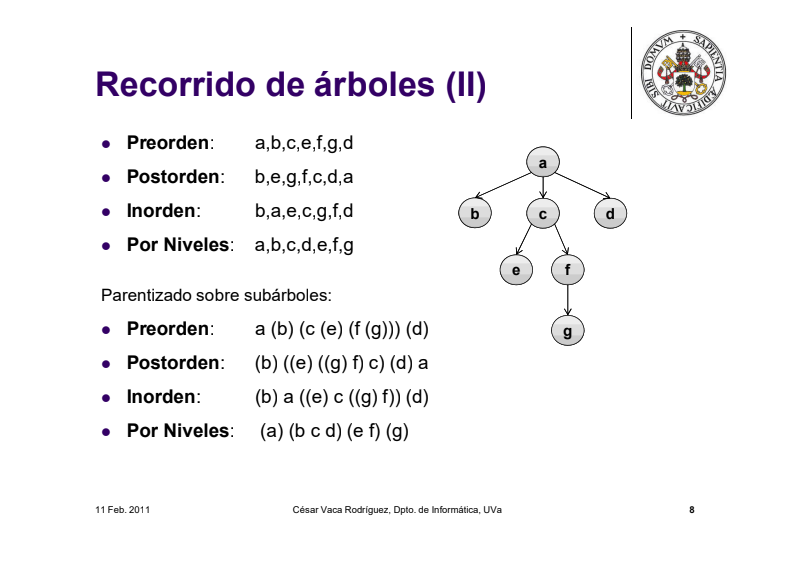 Recorrido de árboles (II)
SIBI DOMVM + SAPIENTIA ÆDIFICAVIT
Preorden: a,b,c,e,f,g,d
Postorden: b,e,g,f,c,d,a
Inorden: b,a,e,c,g,f,d
Por Niveles: a,b,c,d,e,f,g
a
b c d
e f
g
Parentizado sobre subárboles:
Preorden: a (b) (c (e) (f (g))) (d)
Postorden: (b) ((e) ((g) f) c) (d) a
Inorden: (b) a ((e) c ((g) f)) (d)
Por Niveles: (a) (b c d) (e f) (g)
11 Feb. 2011 César Vaca Rodríguez, Dpto. de Informática, UVa 8